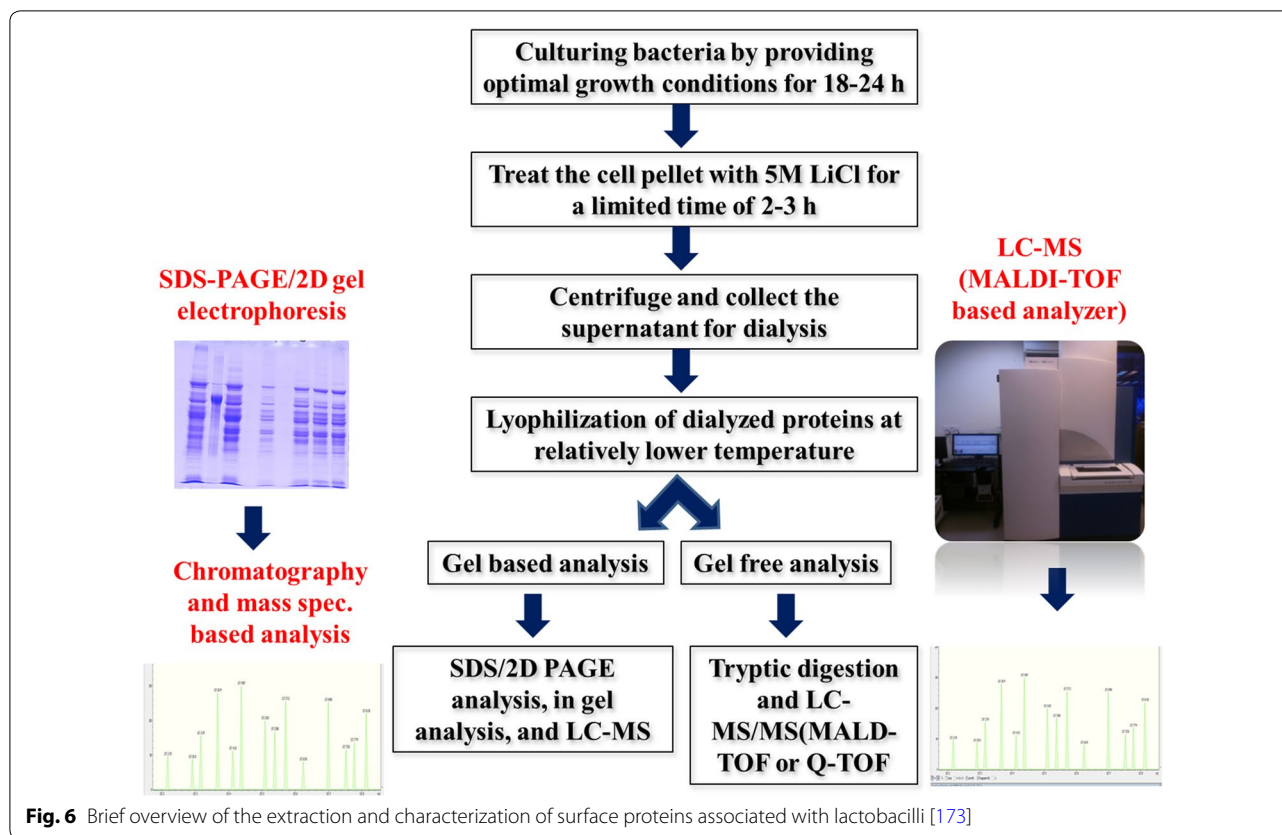 Culturing bacteria by providing
optimal growth conditions for 18-24 h
Treat the cell pellet with 5M LiCl for
a limited time of 2-3 h
Centrifuge and collect the
supernatant for dialysis
Lyophilization of dialyzed proteins at
relatively lower temperature
SDS-PAGE/2D gel
electrophoresis
LC-MS
(MALDI-TOF
based analyzer)
Chromatography
and mass spec.
based analysis
Gel based analysis
Gel free analysis
SDS/2D PAGE
analysis, in gel
analysis, and LC-MS
Tryptic digestion
and LC-
MS/MS(MALD-
TOF or Q-TOF
Fig. 6 Brief overview of the extraction and characterization of surface proteins associated with lactobacilli [173]